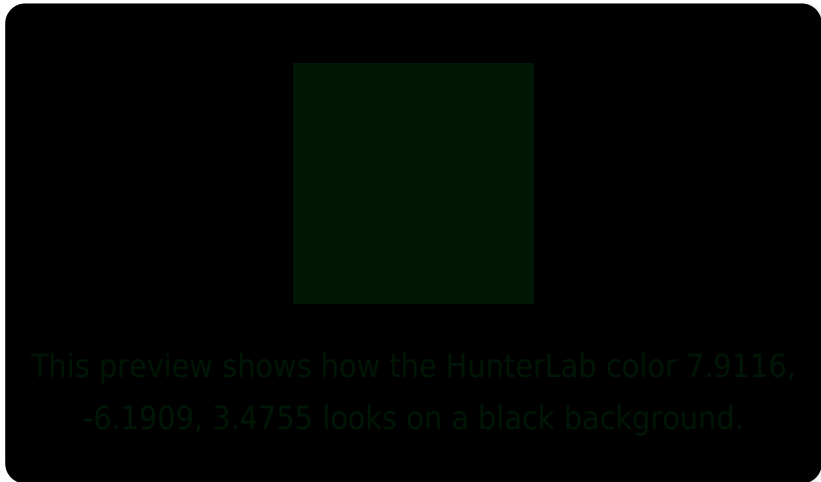 This preview shows how the HunterLab color 7.9116,
-6.1909, 3.4755 looks on a black background.